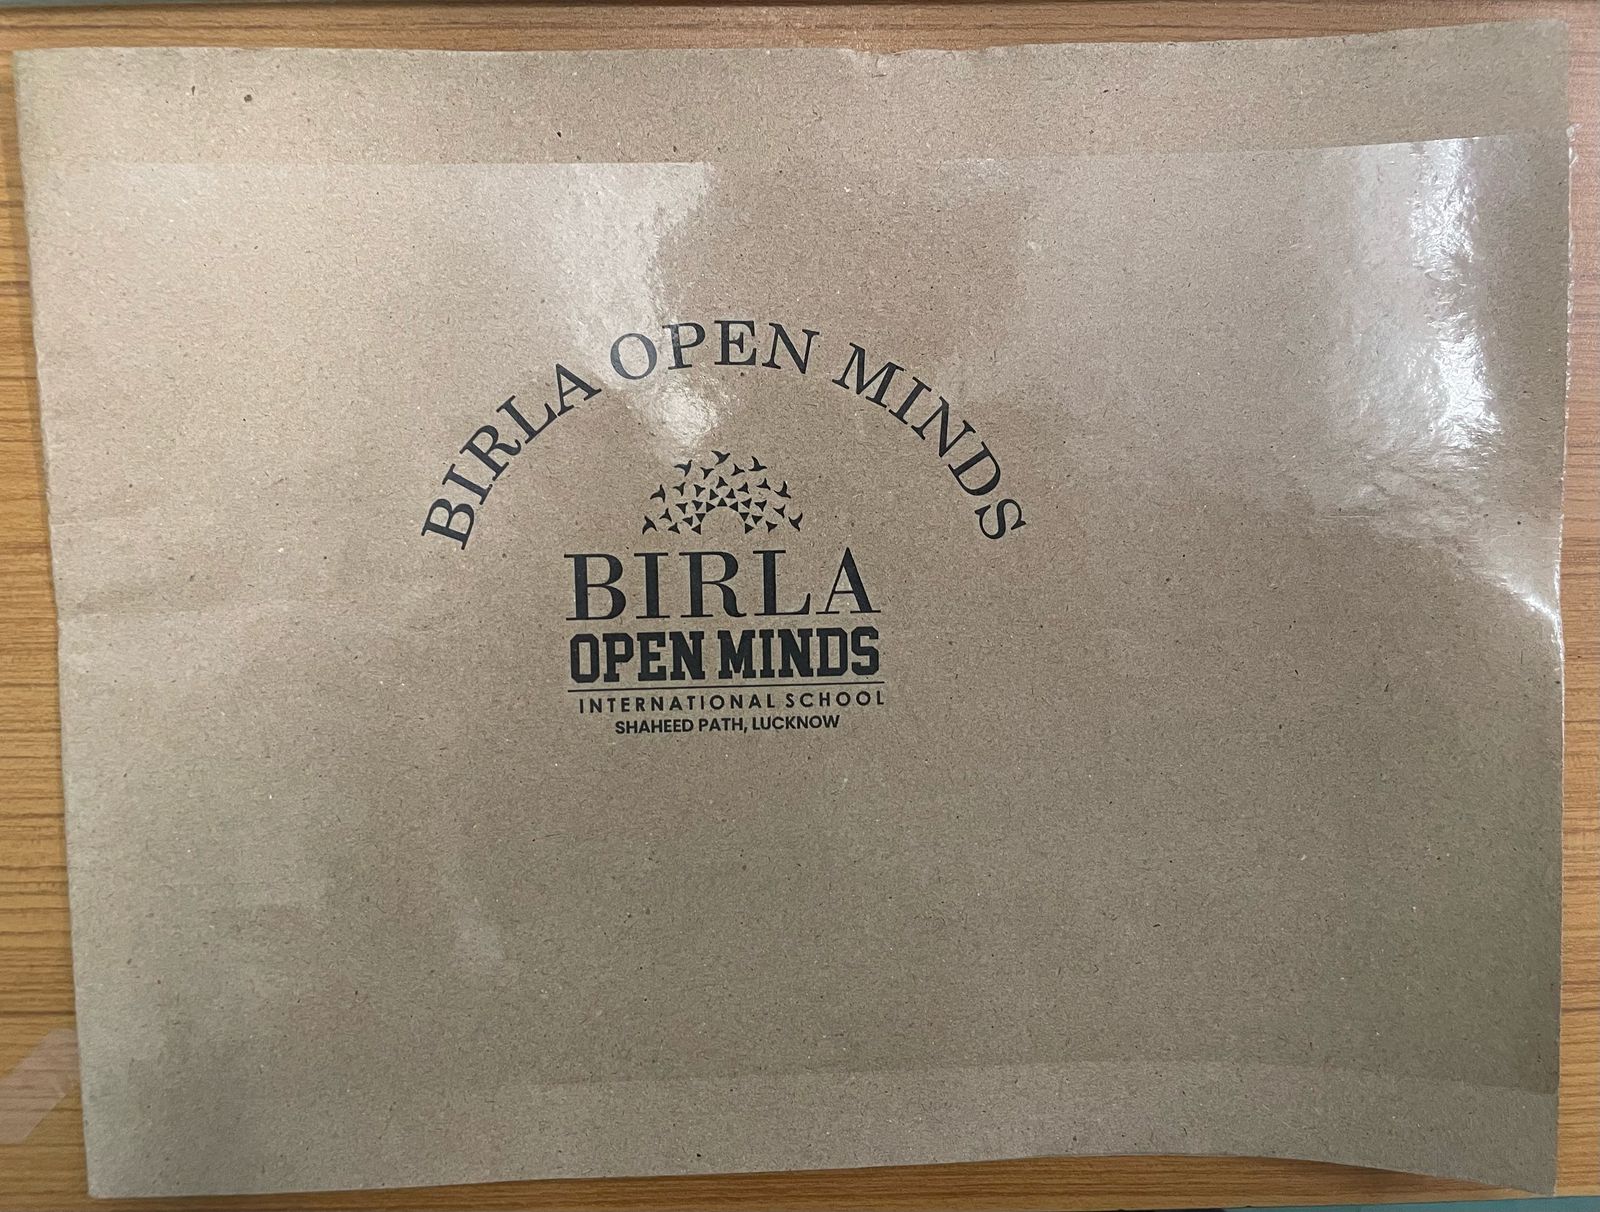 BIRLA OPEN MINDS
BIRLA
OPEN MINDS
INTERNATIONAL SCHOOL
SHAHEED PATH, LUCKNOW